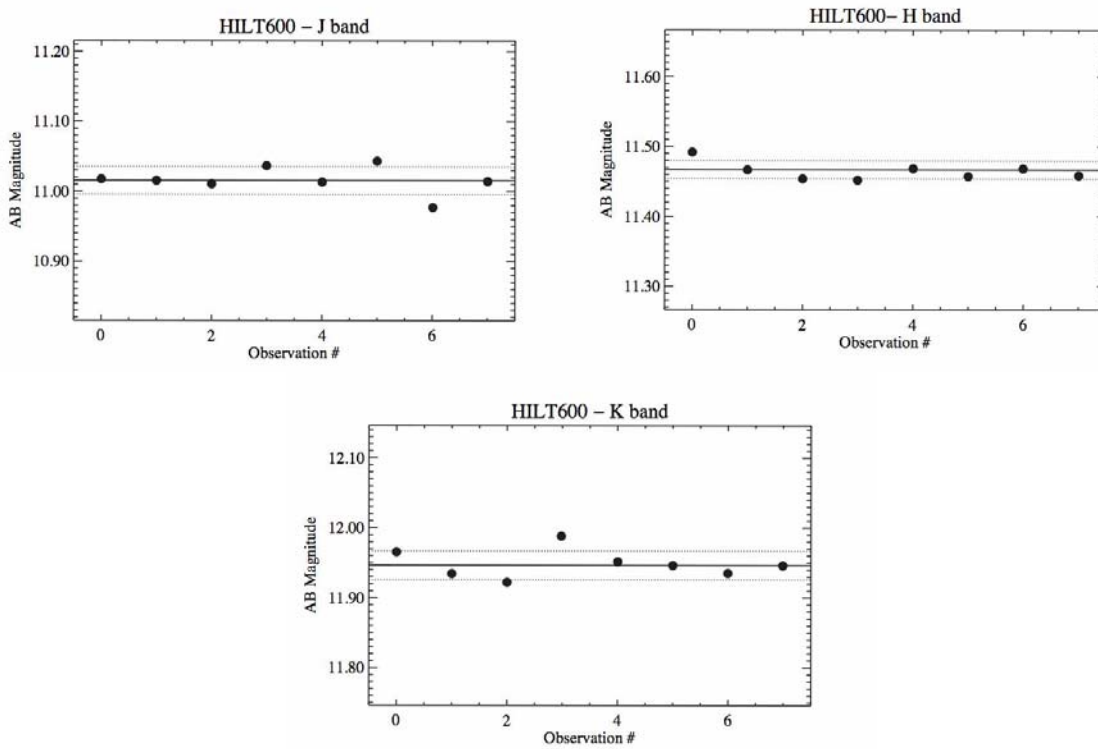 HILT600 – J band
11.20
11.10
11.00
10.90
AB Magnitude
0 2 4 6
Observation #
HILT600– H band
11.60
11.50
11.40
11.30
AB Magnitude
0 2 4 6
Observation #
HILT600 – K band
12.10
12.00
11.90
11.80
AB Magnitude
0 2 4 6
Observation #